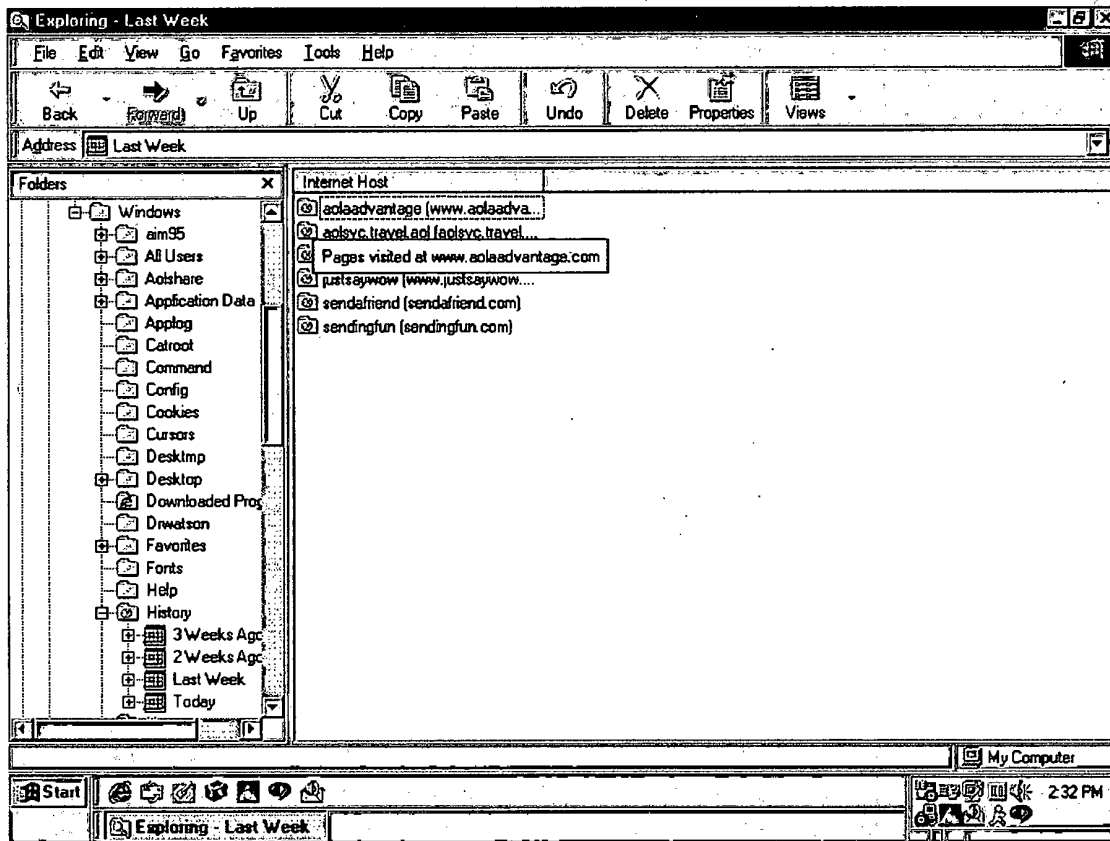 Exploring - Last Week
File Edit View Go Favorites Tools Help
Back Forward Up Cut Copy Paste Undo Delete Properties Views
Address Last Week
Folders
Windows
aim95
All Users
Aolshare
Application Data
Applog
Catroot
Command
Config
Cookies
Cursors
Desktmp
Desktop
Downloaded Prog
Drwatson
Favorites
Fonts
Help
History
3 Weeks Agc
2 Weeks Agc
Last Week
Today
Internet Host
aolaadvantage (www.aolaadva...
aolsvc.travel.aol (aolsvc.travel....
Pages visited at www.aolaadvantage.com
justsaywow (www.justsaywow....
sendafriend (sendafriend.com)
sendingfun (sendingfun.com)
My Computer
Start
2:32 PM
Exploring - Last Week